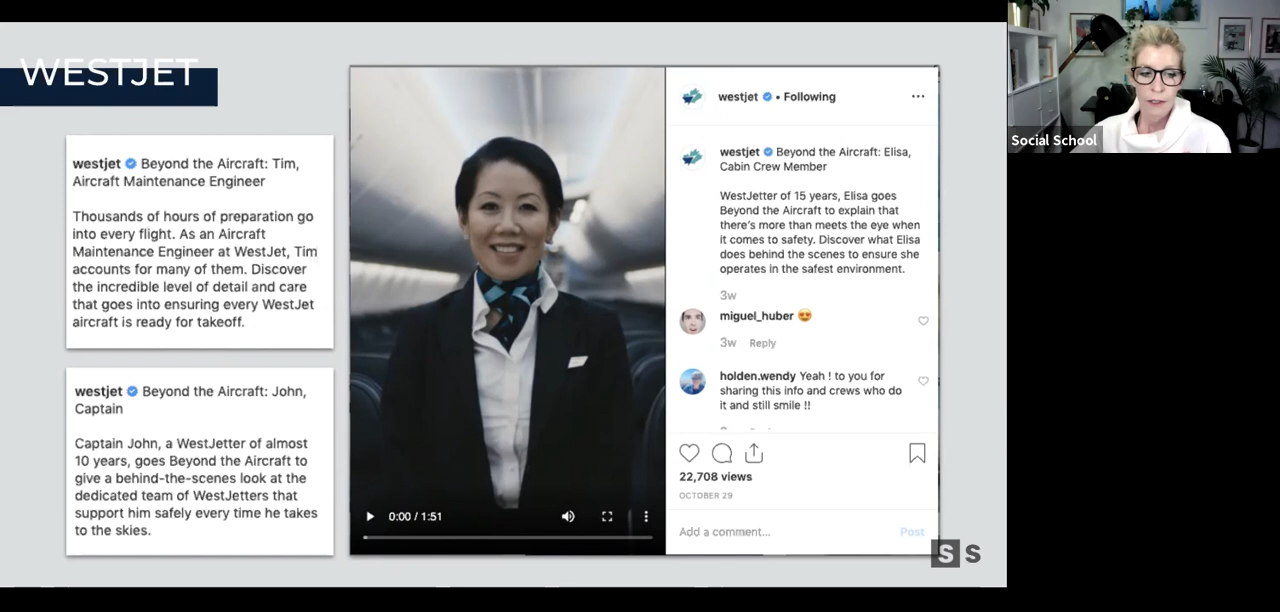 WESTJET
westjet Beyond the Aircraft: Tim,
Aircraft Maintenance Engineer
Thousands of hours of preparation go
into every flight. As an Aircraft
Maintenance Engineer at WestJet, Tim
accounts for many of them. Discover
the incredible level of detail and care
that goes into ensuring every WestJet
aircraft is ready for takeoff.
westjet Beyond the Aircraft: John,
Captain
Captain John, a WestJetter of almost
10 years, goes Beyond the Aircraft to
give a behind-the-scenes look at the
dedicated team of WestJetters that
support him safely every time he takes
to the skies.
0:00 / 1:51
westjet • Following
westjet Beyond the Aircraft: Elisa,
Cabin Crew Member
WestJetter of 15 years, Elisa goes
Beyond the Aircraft to explain that
there's more than meets the eye when
it comes to safety. Discover what Elisa
does behind the scenes to ensure she
operates in the safest environment.
3w
miguel_huber 😍
3w Reply
holden.wendy Yeah ! to you for
sharing this info and crews who do
it and still smile !!
22,708 views
OCTOBER 29
Add a comment...
Post
S S
Social School